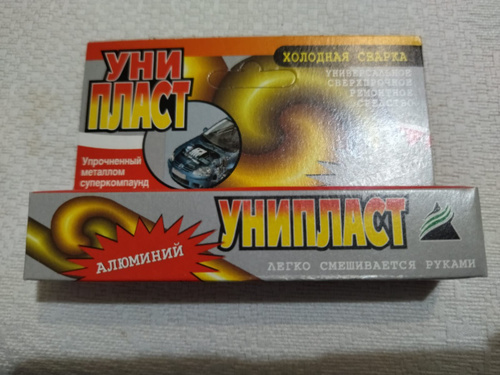 УНИ
ПЛАСТ
ХОЛОДНАЯ СВАРКА
УНИВЕРСАЛЬНОЕ
СВЕРХПРОЧНОЕ
РЕМОНТНОЕ
СРЕДСТВО
Упрочненный
металлом
суперкомпаунд
УНИПЛАСТ
АЛЮМИНИЙ
ЛЕГКО СМЕШИВАЕТСЯ РУКАМИ